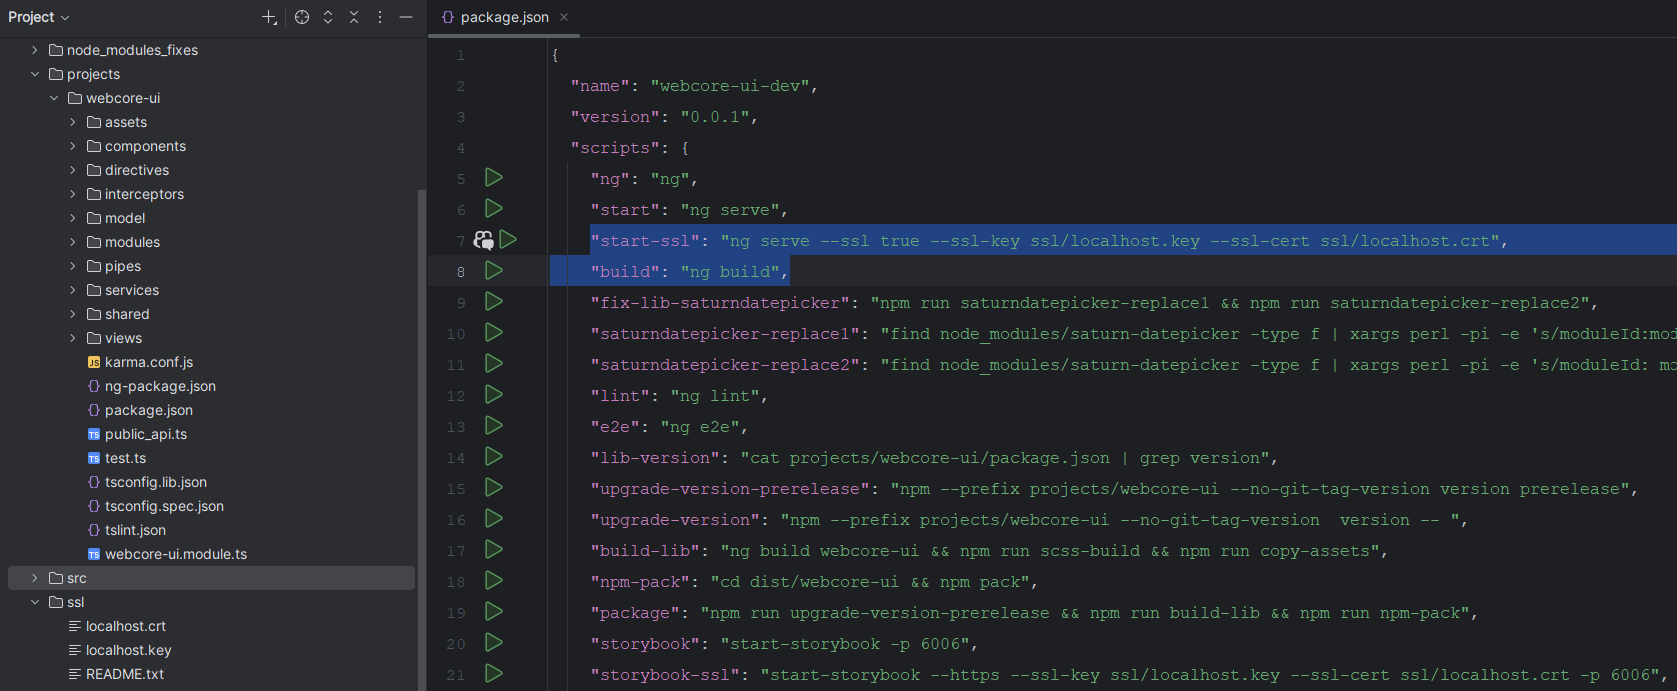 Project
node_modules_fixes
projects
webcore-ui
assets
components
directives
interceptors
model
modules
pipes
services
shared
views
JS karma.conf.js
{} ng-package.json
{} package.json
TS public_api.ts
TS test.ts
{} tsconfig.lib.json
{} tsconfig.spec.json
{} tslint.json
TS webcore-ui.module.ts
src
ssl
localhost.crt
localhost.key
README.txt
{} package.json
1 {
2 "name": "webcore-ui-dev",
3 "version": "0.0.1",
4 "scripts": {
5 "ng": "ng",
6 "start": "ng serve",
7 "start-ssl": "ng serve --ssl true --ssl-key ssl/localhost.key --ssl-cert ssl/localhost.crt",
8 "build": "ng build",
9 "fix-lib-saturndatepicker": "npm run saturndatepicker-replace1 && npm run saturndatepicker-replace2",
10 "saturndatepicker-replace1": "find node_modules/saturn-datepicker -type f | xargs perl -pi -e 's/moduleId:mod
11 "saturndatepicker-replace2": "find node_modules/saturn-datepicker -type f | xargs perl -pi -e 's/moduleId: mo
12 "lint": "ng lint",
13 "e2e": "ng e2e",
14 "lib-version": "cat projects/webcore-ui/package.json | grep version",
15 "upgrade-version-prerelease": "npm --prefix projects/webcore-ui --no-git-tag-version version prerelease",
16 "upgrade-version": "npm --prefix projects/webcore-ui --no-git-tag-version  version -- ",
17 "build-lib": "ng build webcore-ui && npm run scss-build && npm run copy-assets",
18 "npm-pack": "cd dist/webcore-ui && npm pack",
19 "package": "npm run upgrade-version-prerelease && npm run build-lib && npm run npm-pack",
20 "storybook": "start-storybook -p 6006",
21 "storybook-ssl": "start-storybook --https --ssl-key ssl/localhost.key --ssl-cert ssl/localhost.crt -p 6006",